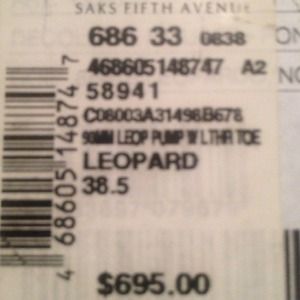 SAKS FIFTH AVENUE
686 33 0838
468605148747 A2
58941
C08003A31498B678
90MM LEOP PUMP W LTHR TOE
LEOPARD
38.5
$695.00
468605148747
ON